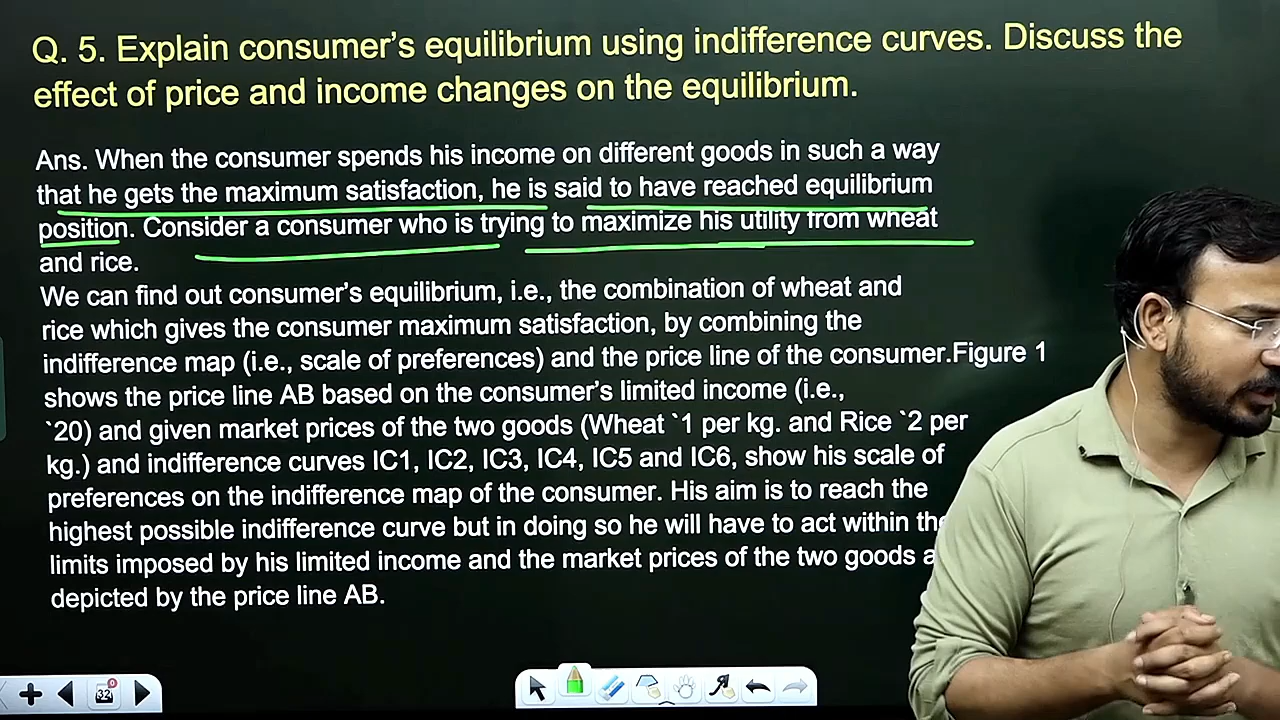 Q. 5. Explain consumer’s equilibrium using indifference curves. Discuss the
effect of price and income changes on the equilibrium.
Ans. When the consumer spends his income on different goods in such a way
that he gets the maximum satisfaction, he is said to have reached equilibrium
position. Consider a consumer who is trying to maximize his utility from wheat
and rice.
We can find out consumer’s equilibrium, i.e., the combination of wheat and
rice which gives the consumer maximum satisfaction, by combining the
indifference map (i.e., scale of preferences) and the price line of the consumer.Figure 1
shows the price line AB based on the consumer’s limited income (i.e.,
`20) and given market prices of the two goods (Wheat `1 per kg. and Rice `2 per
kg.) and indifference curves IC1, IC2, IC3, IC4, IC5 and IC6, show his scale of
preferences on the indifference map of the consumer. His aim is to reach the
highest possible indifference curve but in doing so he will have to act within the
limits imposed by his limited income and the market prices of the two goods
depicted by the price line AB.
32
0